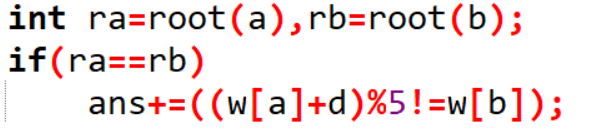 int ra=root(a),rb=root(b);
if(ra==rb)
ans+=((w[a]+d)%5!=w[b]);